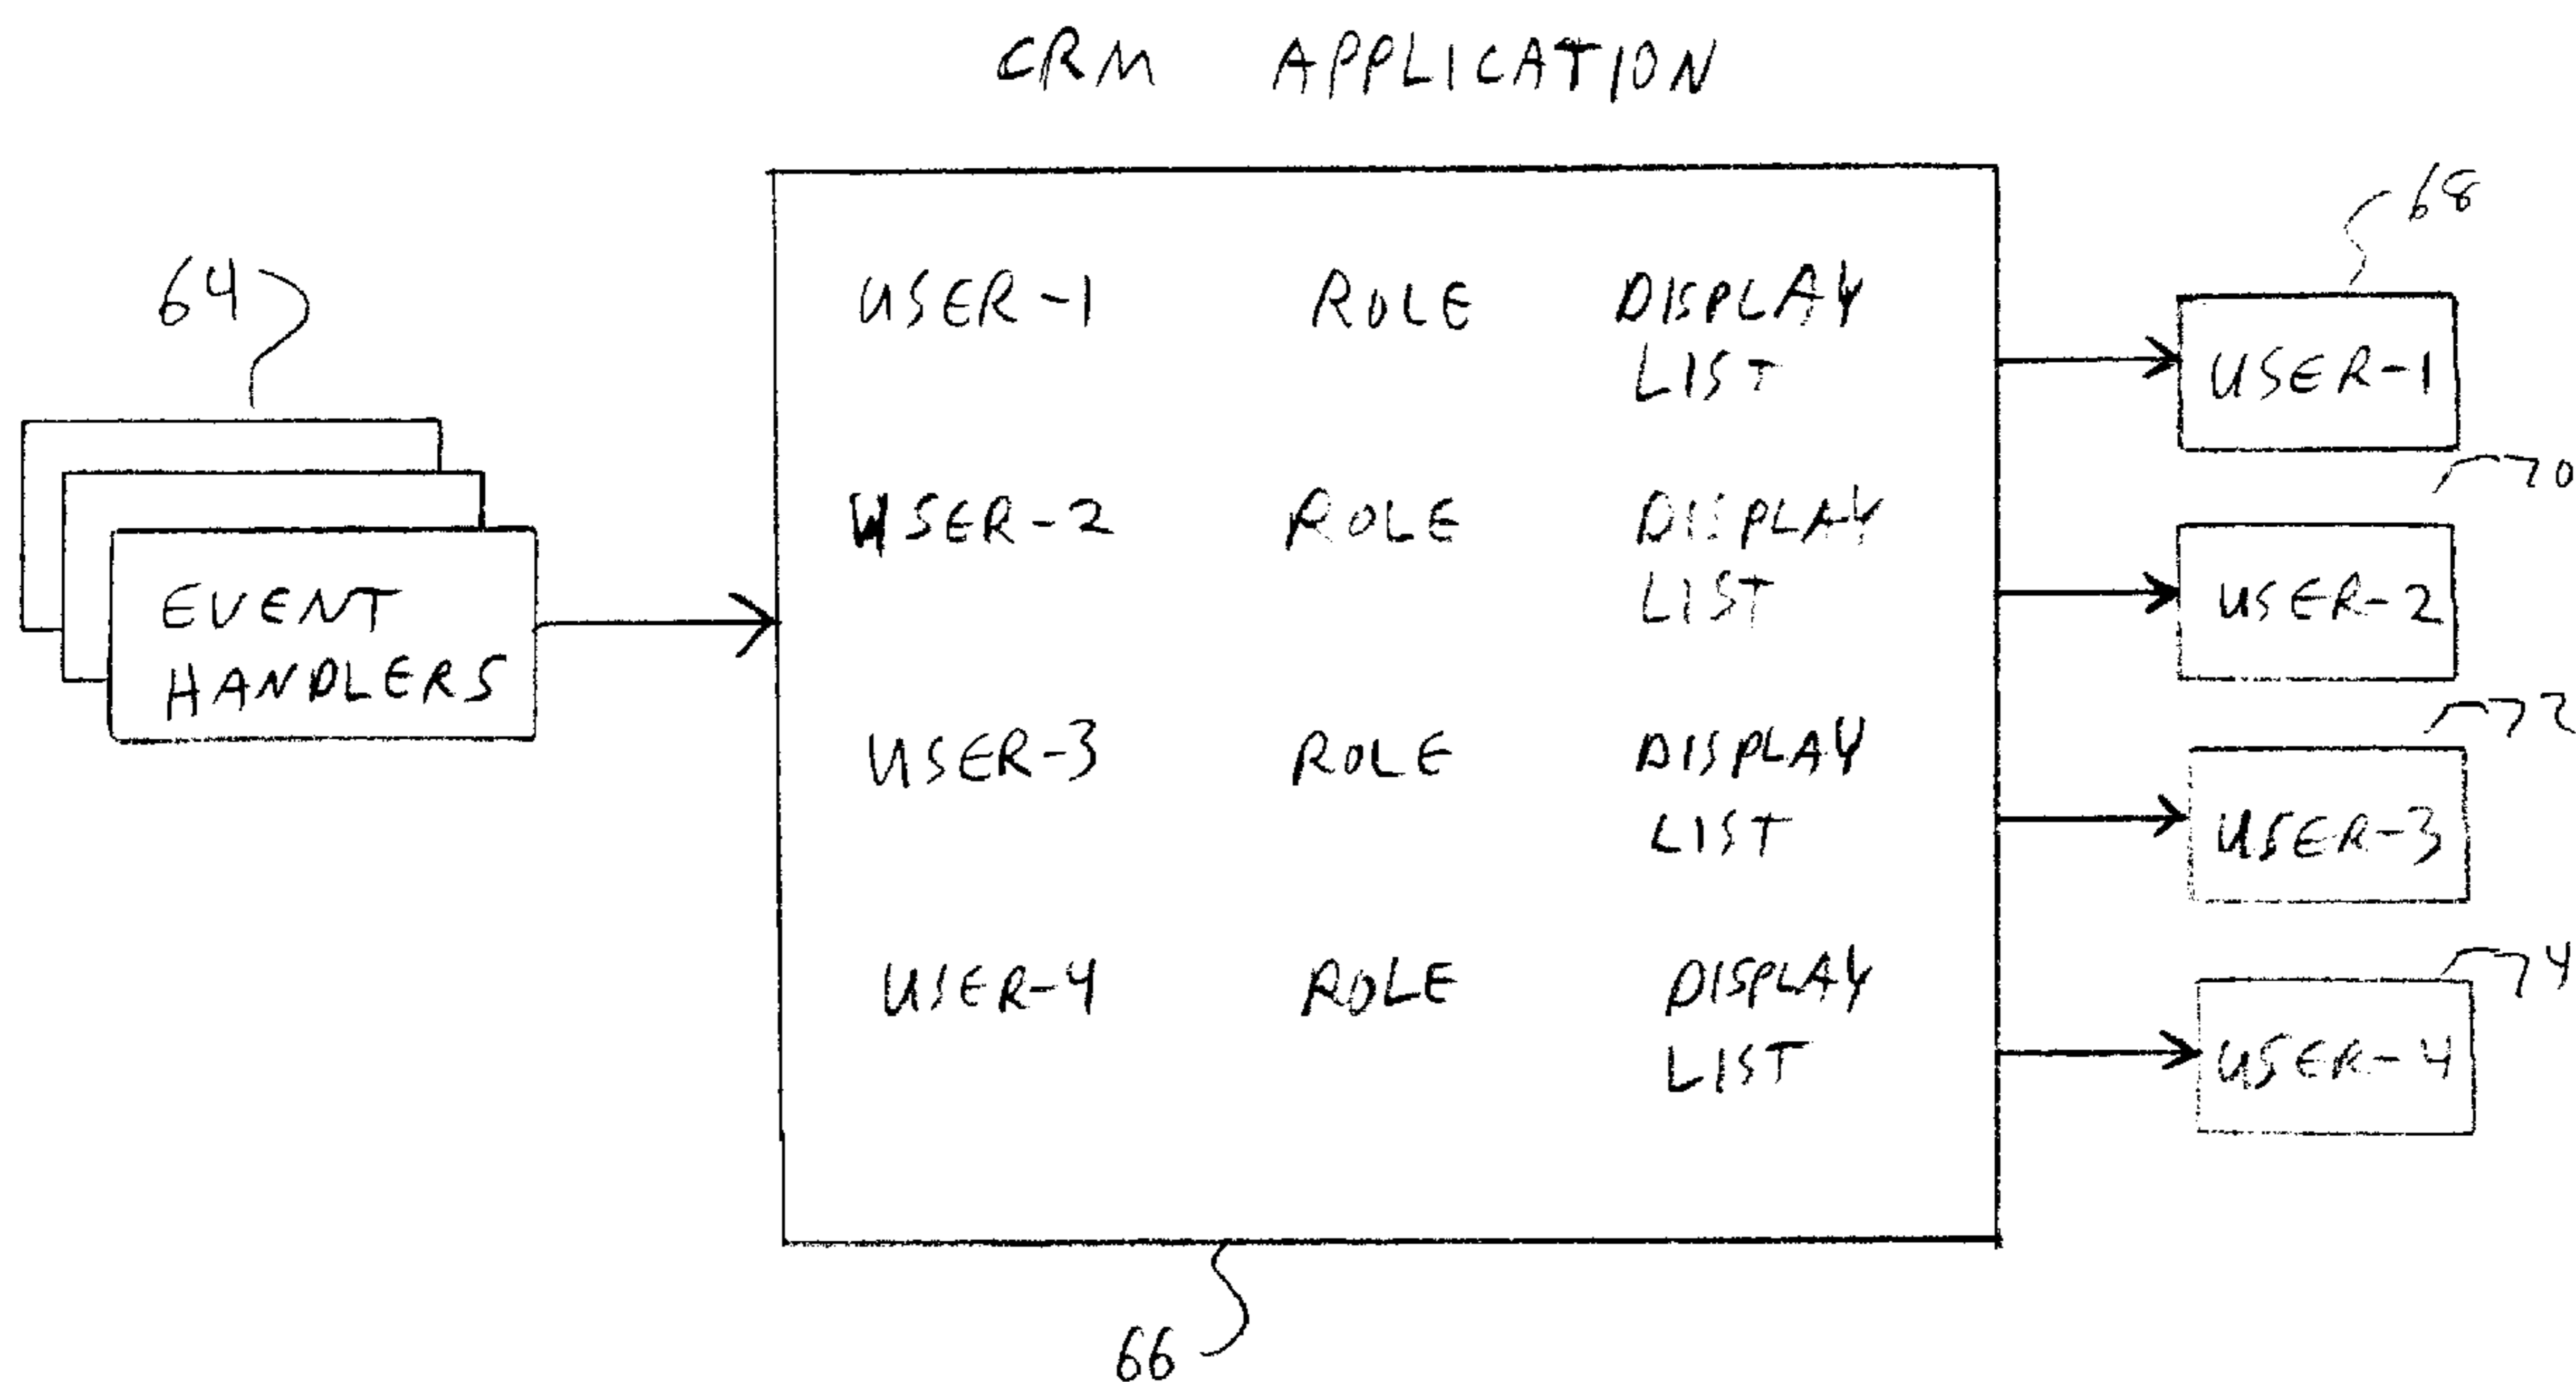 CRM APPLICATION
68
64
USER-1 ROLE DISPLAY
LIST
USER-1
70
USER-2 ROLE DISPLAY
LIST
USER-2
EVENT
HANDLERS
72
USER-3 ROLE DISPLAY
LIST
USER-3
74
USER-4 ROLE DISPLAY
LIST
USER-4
66